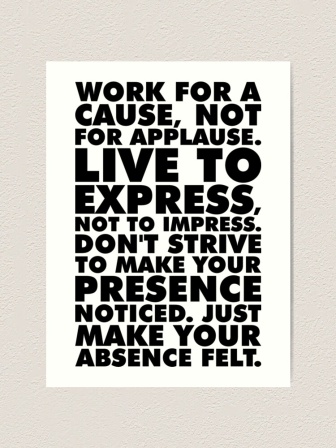 WORK FOR A
CAUSE, NOT
FOR APPLAUSE.
LIVE TO
EXPRESS,
NOT TO IMPRESS.
DON'T STRIVE
TO MAKE YOUR
PRESENCE
NOTICED. JUST
MAKE YOUR
ABSENCE FELT.